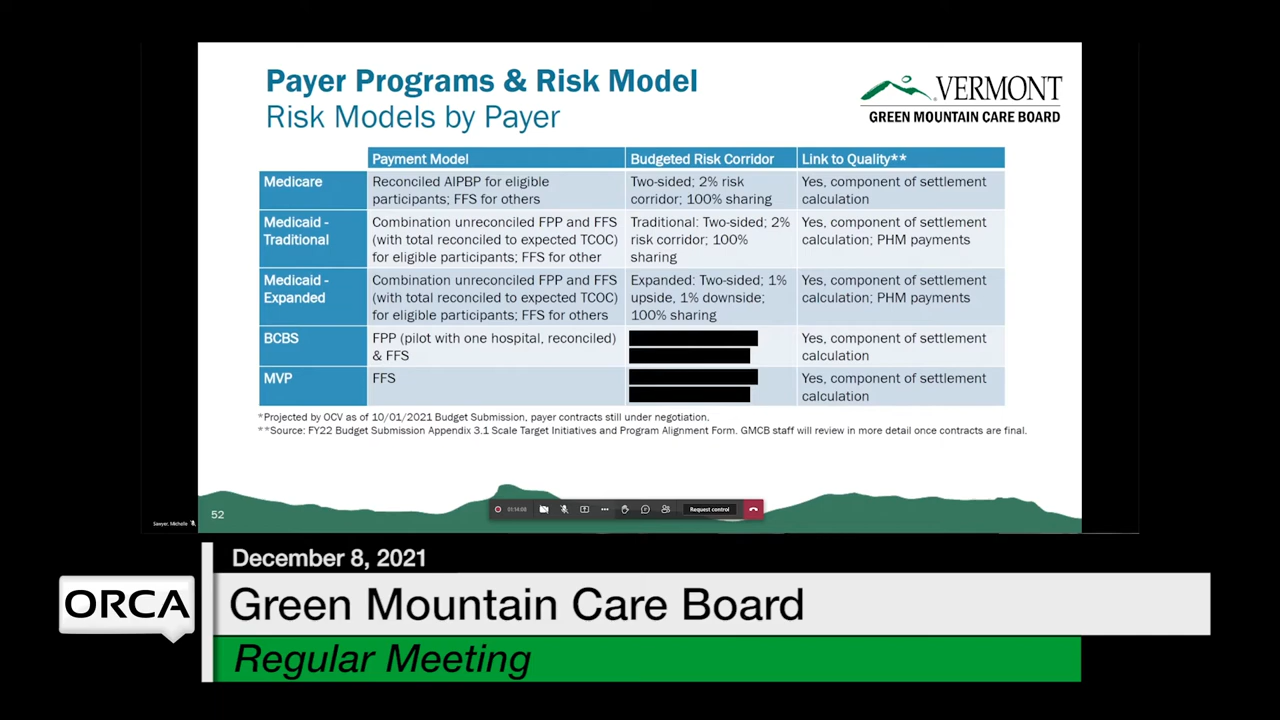 Payer Programs & Risk Model
Risk Models by Payer
VERMONT
GREEN MOUNTAIN CARE BOARD
Payment Model Budgeted Risk Corridor Link to Quality**
Medicare
Reconciled AIPBP for eligible
participants; FFS for others
Two-sided; 2% risk
corridor; 100% sharing
Yes, component of settlement
calculation
Medicaid -
Traditional
Combination unreconciled FPP and FFS
(with total reconciled to expected TCOC)
for eligible participants; FFS for other
Traditional: Two-sided; 2%
risk corridor; 100%
sharing
Yes, component of settlement
calculation; PHM payments
Medicaid -
Expanded
Combination unreconciled FPP and FFS
(with total reconciled to expected TCOC)
for eligible participants; FFS for others
Expanded: Two-sided; 1%
upside, 1% downside;
100% sharing
Yes, component of settlement
calculation; PHM payments
BCBS
FPP (pilot with one hospital, reconciled)
& FFS
Yes, component of settlement
calculation
MVP
FFS
Yes, component of settlement
calculation
*Projected by OCV as of 10/01/2021 Budget Submission, payer contracts still under negotiation.
**Source: FY22 Budget Submission Appendix 3.1 Scale Target Initiatives and Program Alignment Form. GMCB staff will review in more detail once contracts are final.
52
01:14:08
Request control
Sawyer, Michelle
December 8, 2021
ORCA
Green Mountain Care Board
Regular Meeting